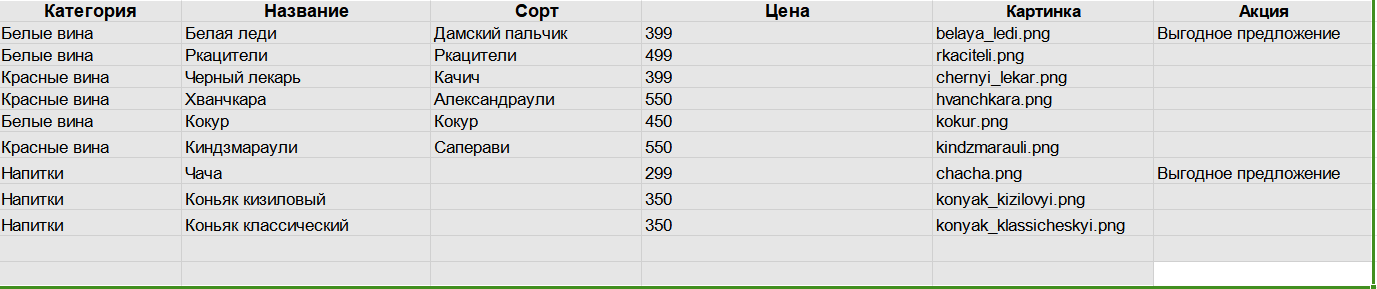 Категория Название Сорт Цена Картинка Акция
Белые вина Белая леди Дамский пальчик 399 belaya_ledi.png Выгодное предложение
Белые вина Ркацители Ркацители 499 rkaciteli.png
Красные вина Черный лекарь Качич 399 chernyi_lekar.png
Красные вина Хванчкара Александраули 550 hvanchkara.png
Белые вина Кокур Кокур 450 kokur.png
Красные вина Киндзмараули Саперави 550 kindzmarauli.png
Напитки Чача 299 chacha.png Выгодное предложение
Напитки Коньяк кизиловый 350 konyak_kizilovyi.png
Напитки Коньяк классический 350 konyak_klassicheskyi.png